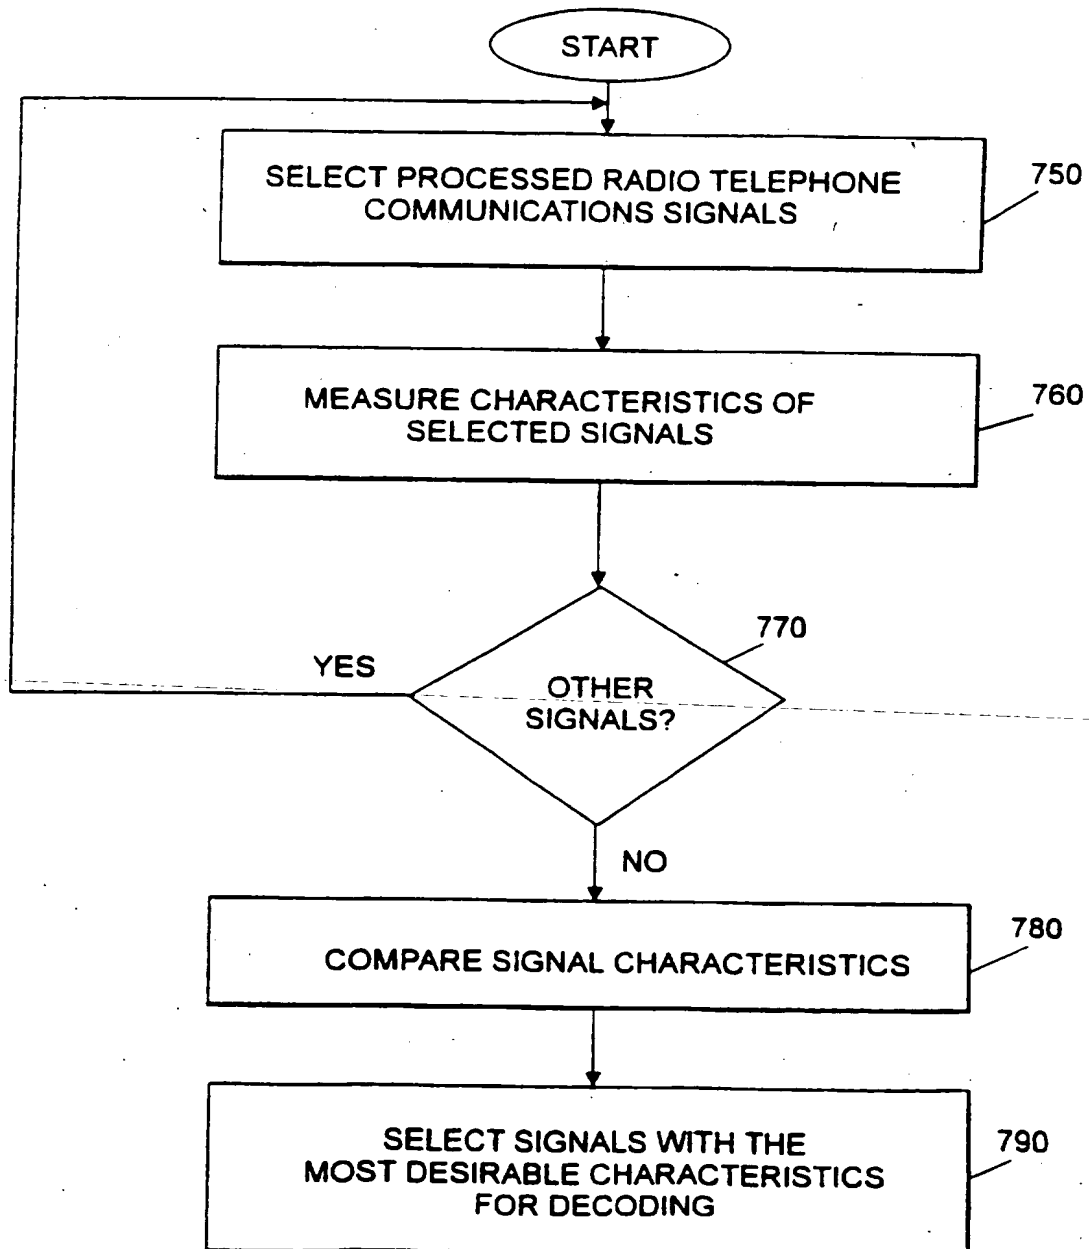 START
SELECT PROCESSED RADIO TELEPHONE
COMMUNICATIONS SIGNALS
750
MEASURE CHARACTERISTICS OF
SELECTED SIGNALS
760
770
YES
OTHER
SIGNALS?
NO
780
COMPARE SIGNAL CHARACTERISTICS
790
SELECT SIGNALS WITH THE
MOST DESIRABLE CHARACTERISTICS
FOR DECODING